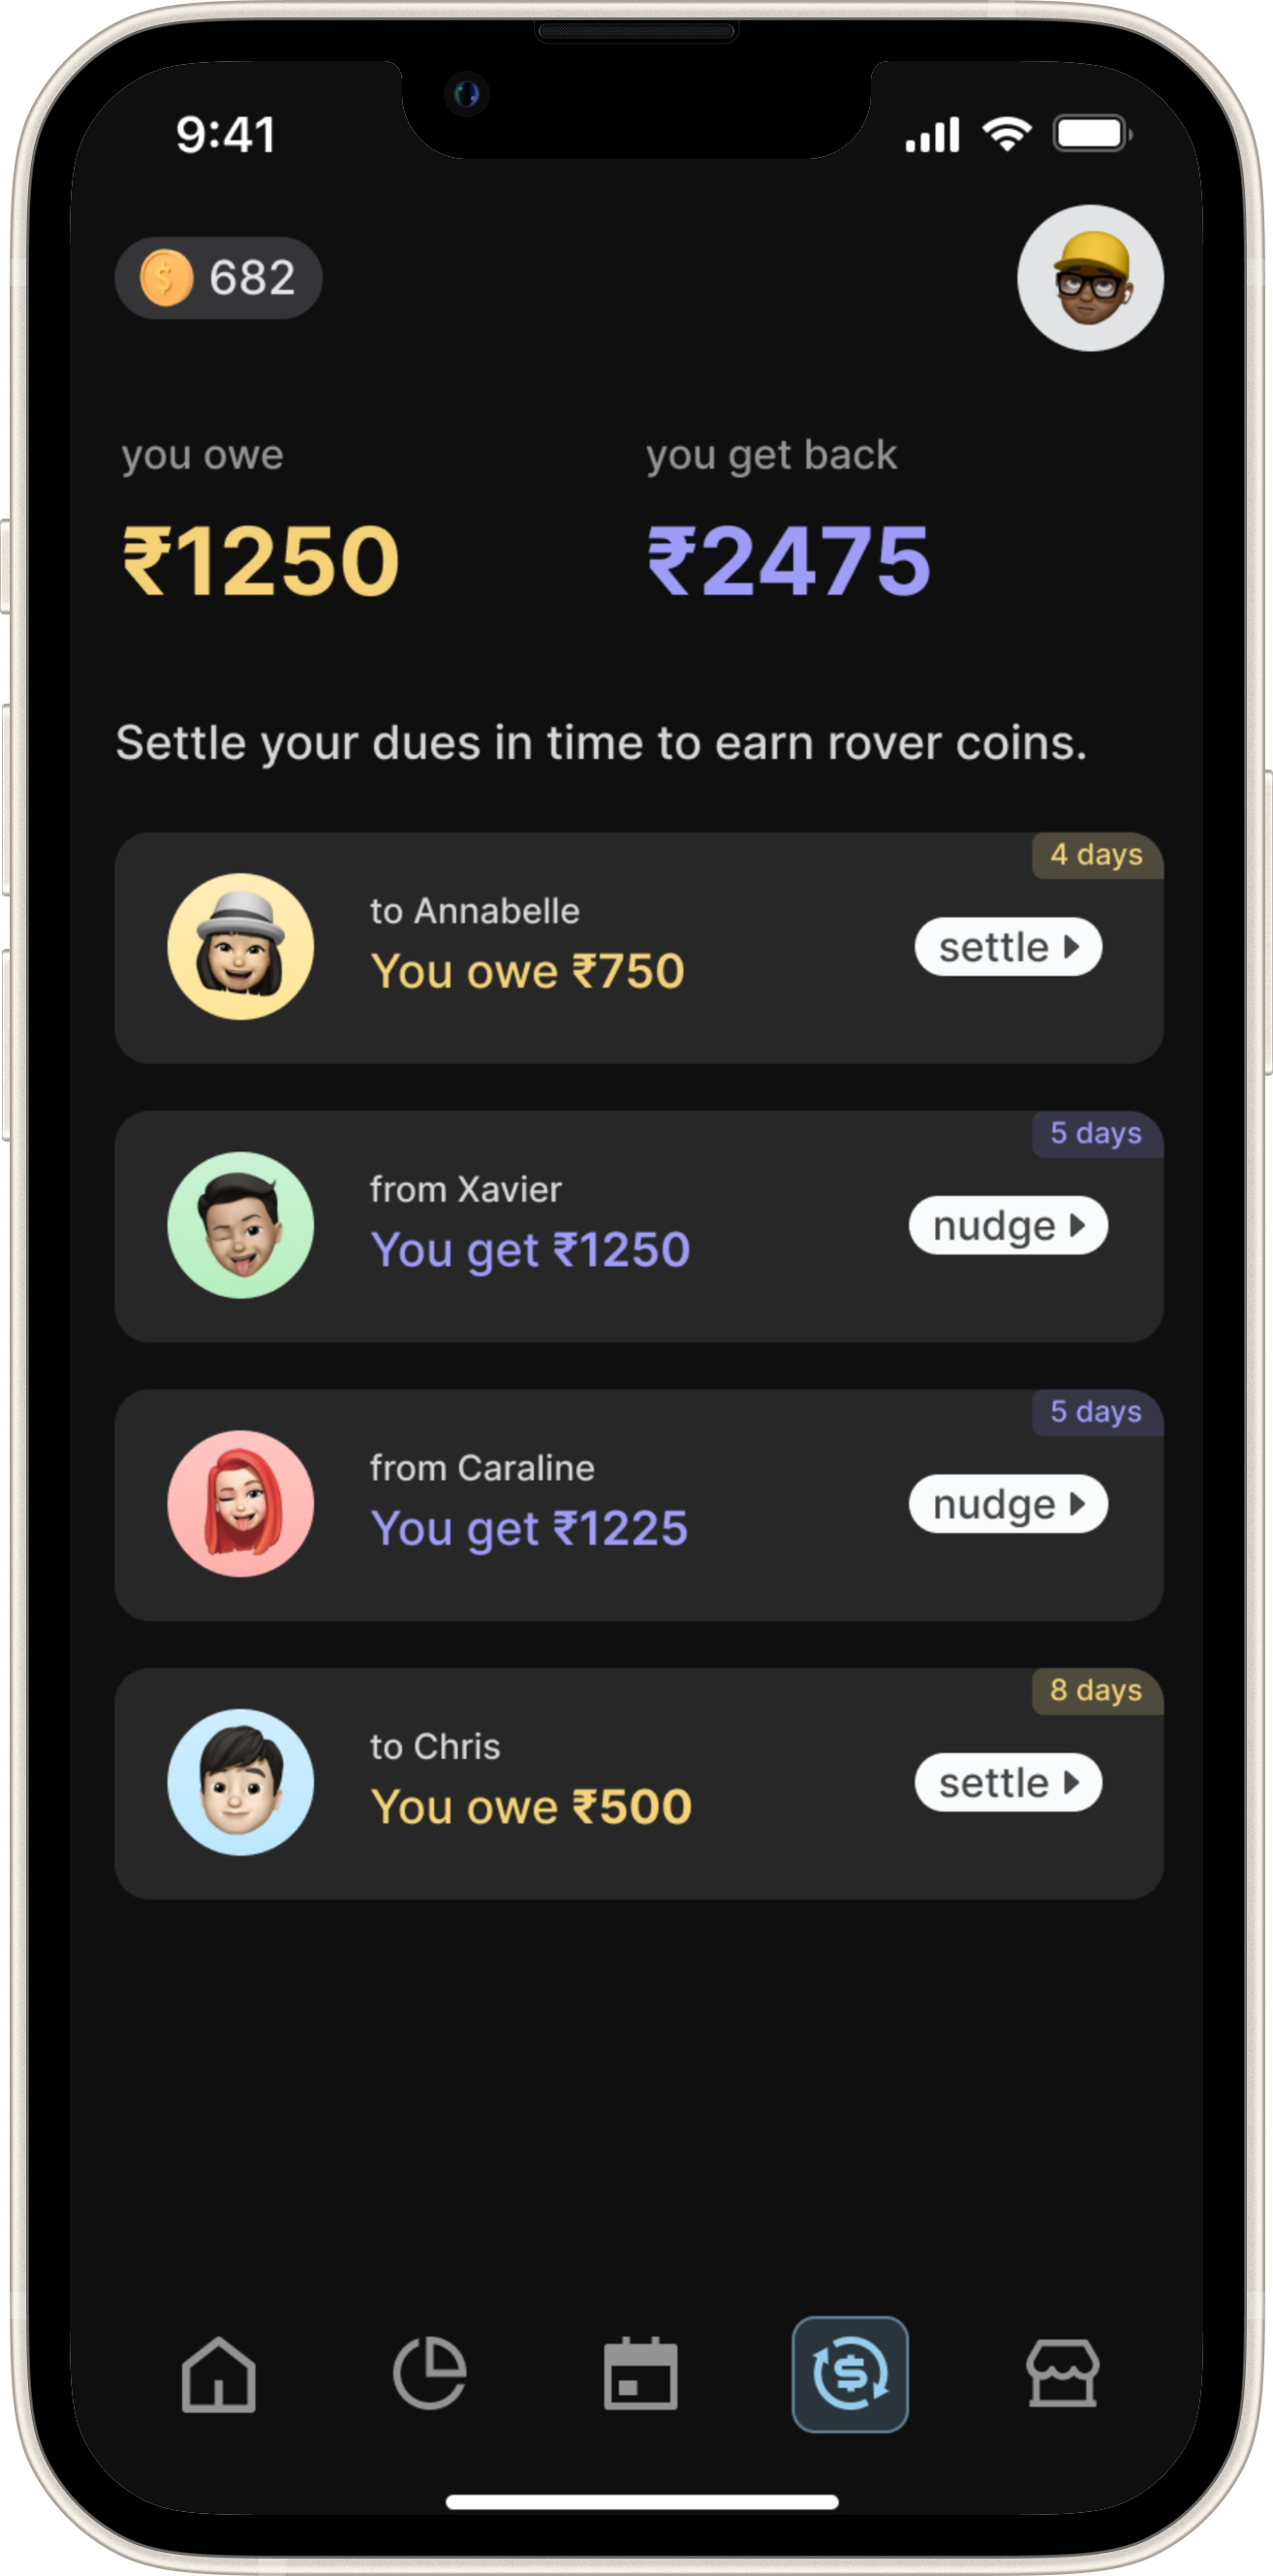 9:41
682
you owe
you get back
₹1250
₹2475
Settle your dues in time to earn rover coins.
4 days
to Annabelle
You owe ₹750
settle
5 days
from Xavier
You get ₹1250
nudge
5 days
from Caraline
You get ₹1225
nudge
8 days
to Chris
You owe ₹500
settle